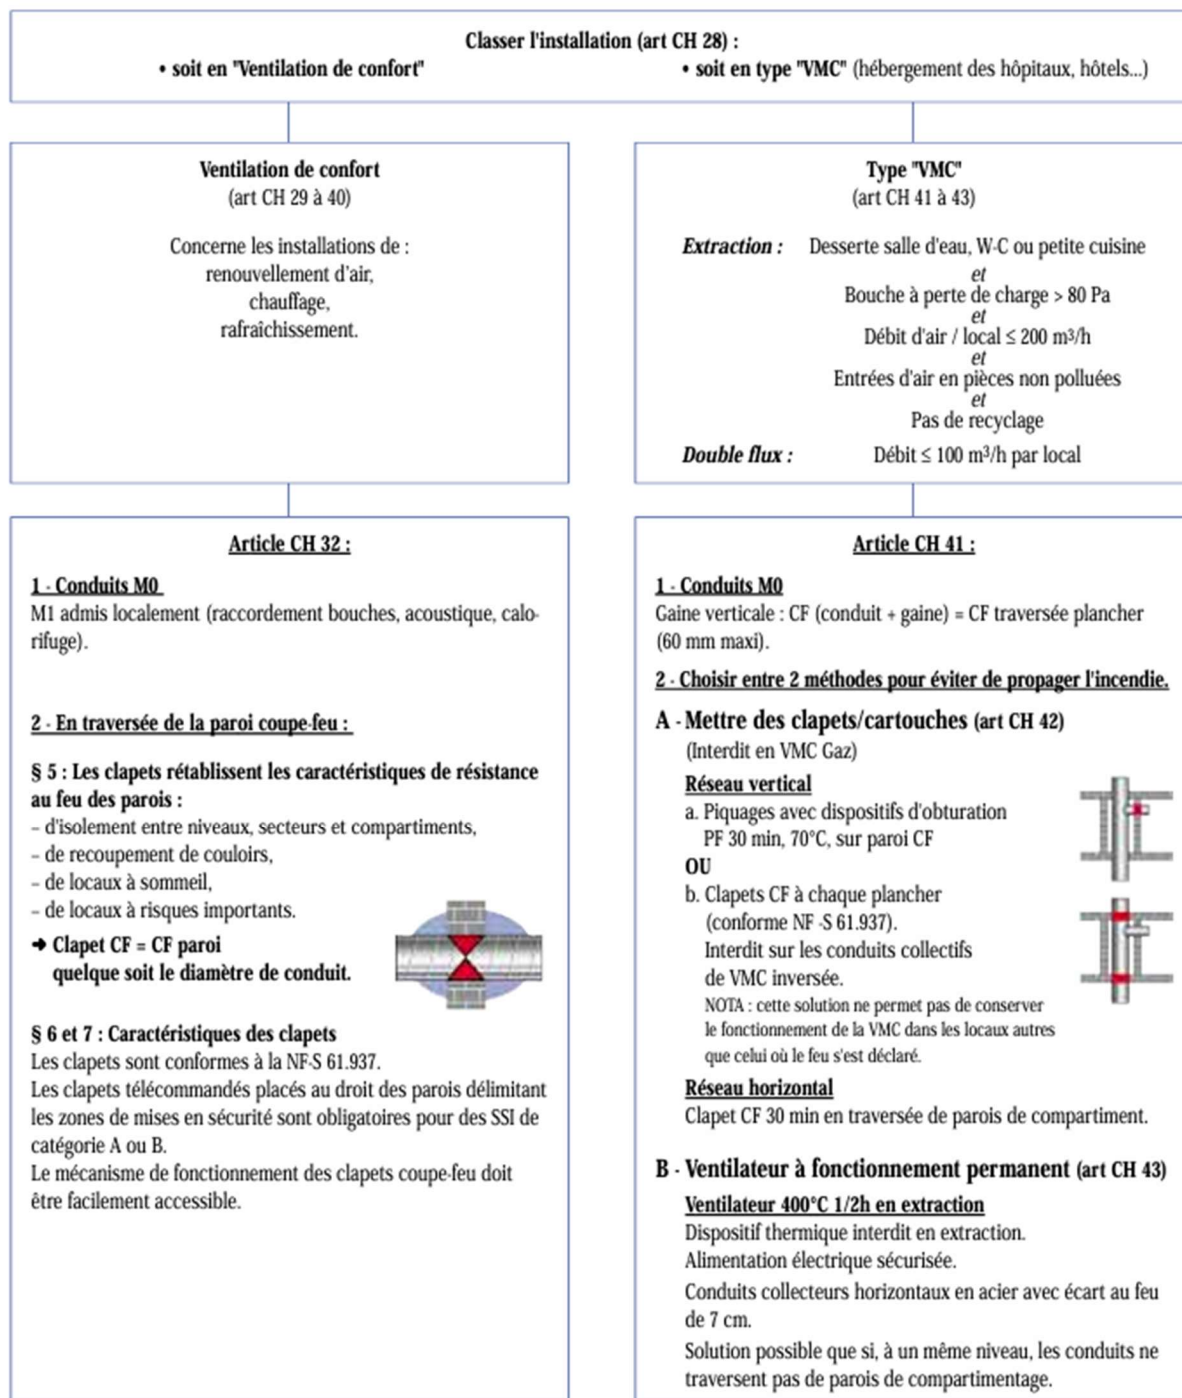 Classer l'installation (art CH 28) :
• soit en "Ventilation de confort"
• soit en type "VMC" (hébergement des hôpitaux, hôtels...)
Ventilation de confort
(art CH 29 à 40)
Concerne les installations de :
renouvellement d'air,
chauffage,
rafraîchissement.
Type "VMC"
(art CH 41 à 43)
Extraction : Desserte salle d'eau, W-C ou petite cuisine
et
Bouche à perte de charge > 80 Pa
et
Débit d'air / local ≤ 200 m³/h
et
Entrées d'air en pièces non polluées
et
Pas de recyclage
Double flux : Débit ≤ 100 m³/h par local
Article CH 32 :
1 - Conduits M0
M1 admis localement (raccordement bouches, acoustique, calo-
rifuge).
2 - En traversée de la paroi coupe-feu :
§ 5 : Les clapets rétablissent les caractéristiques de résistance
au feu des parois :
– d'isolement entre niveaux, secteurs et compartiments,
– de recoupement de couloirs,
– de locaux à sommeil,
– de locaux à risques importants.
➔ Clapet CF = CF paroi
quelque soit le diamètre de conduit.
§ 6 et 7 : Caractéristiques des clapets
Les clapets sont conformes à la NF-S 61.937.
Les clapets télécommandés placés au droit des parois délimitant
les zones de mises en sécurité sont obligatoires pour des SSI de
catégorie A ou B.
Le mécanisme de fonctionnement des clapets coupe-feu doit
être facilement accessible.
Article CH 41 :
1 - Conduits M0
Gaine verticale : CF (conduit + gaine) = CF traversée plancher
(60 mm maxi).
2 - Choisir entre 2 méthodes pour éviter de propager l'incendie.
A - Mettre des clapets/cartouches (art CH 42)
(Interdit en VMC Gaz)
Réseau vertical
a. Piquages avec dispositifs d'obturation
PF 30 min, 70°C, sur paroi CF
OU
b. Clapets CF à chaque plancher
(conforme NF -S 61.937).
Interdit sur les conduits collectifs
de VMC inversée.
NOTA : cette solution ne permet pas de conserver
le fonctionnement de la VMC dans les locaux autres
que celui où le feu s'est déclaré.
Réseau horizontal
Clapet CF 30 min en traversée de parois de compartiment.
B - Ventilateur à fonctionnement permanent (art CH 43)
Ventilateur 400°C 1/2h en extraction
Dispositif thermique interdit en extraction.
Alimentation électrique sécurisée.
Conduits collecteurs horizontaux en acier avec écart au feu
de 7 cm.
Solution possible que si, à un même niveau, les conduits ne
traversent pas de parois de compartimentage.